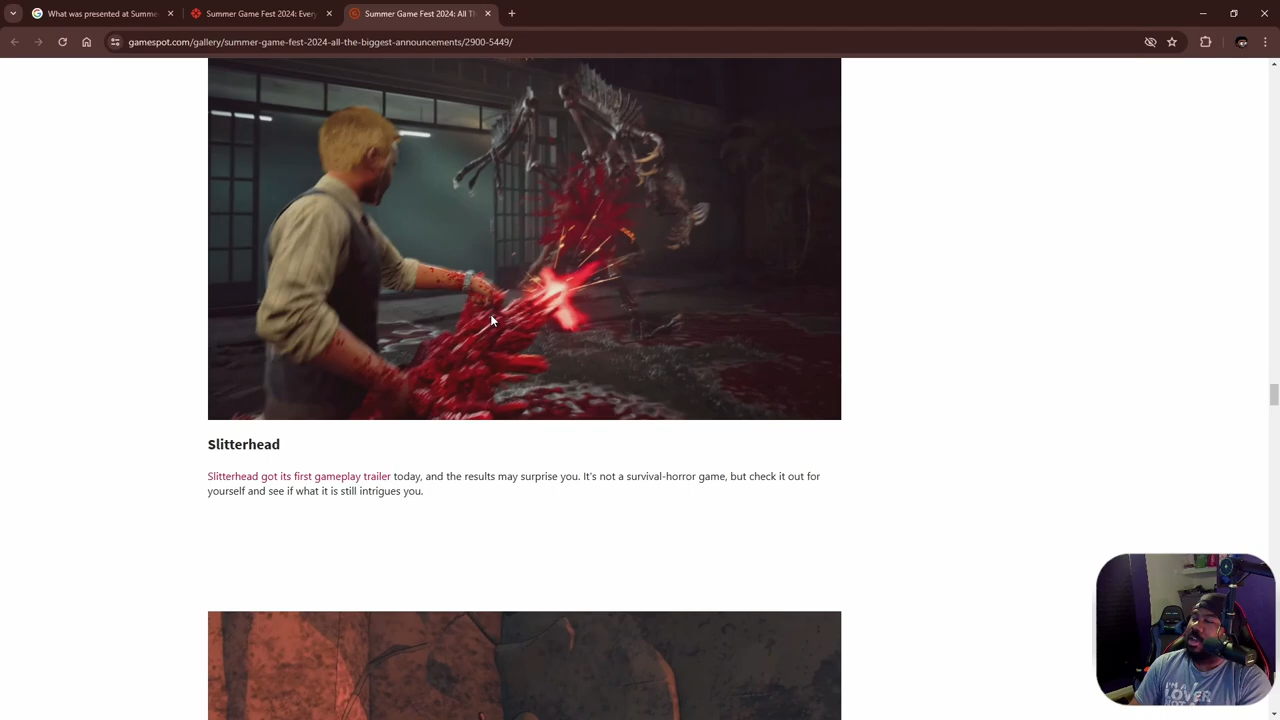 What was presented at Summe
Summer Game Fest 2024: Every
Summer Game Fest 2024: All Th
gamespot.com/gallery/summer-game-fest-2024-all-the-biggest-announcements/2900-5449/
Slitterhead
Slitterhead got its first gameplay trailer today, and the results may surprise you. It's not a survival-horror game, but check it out for
yourself and see if what it is still intrigues you.
I'M A
LOVER
NOT A